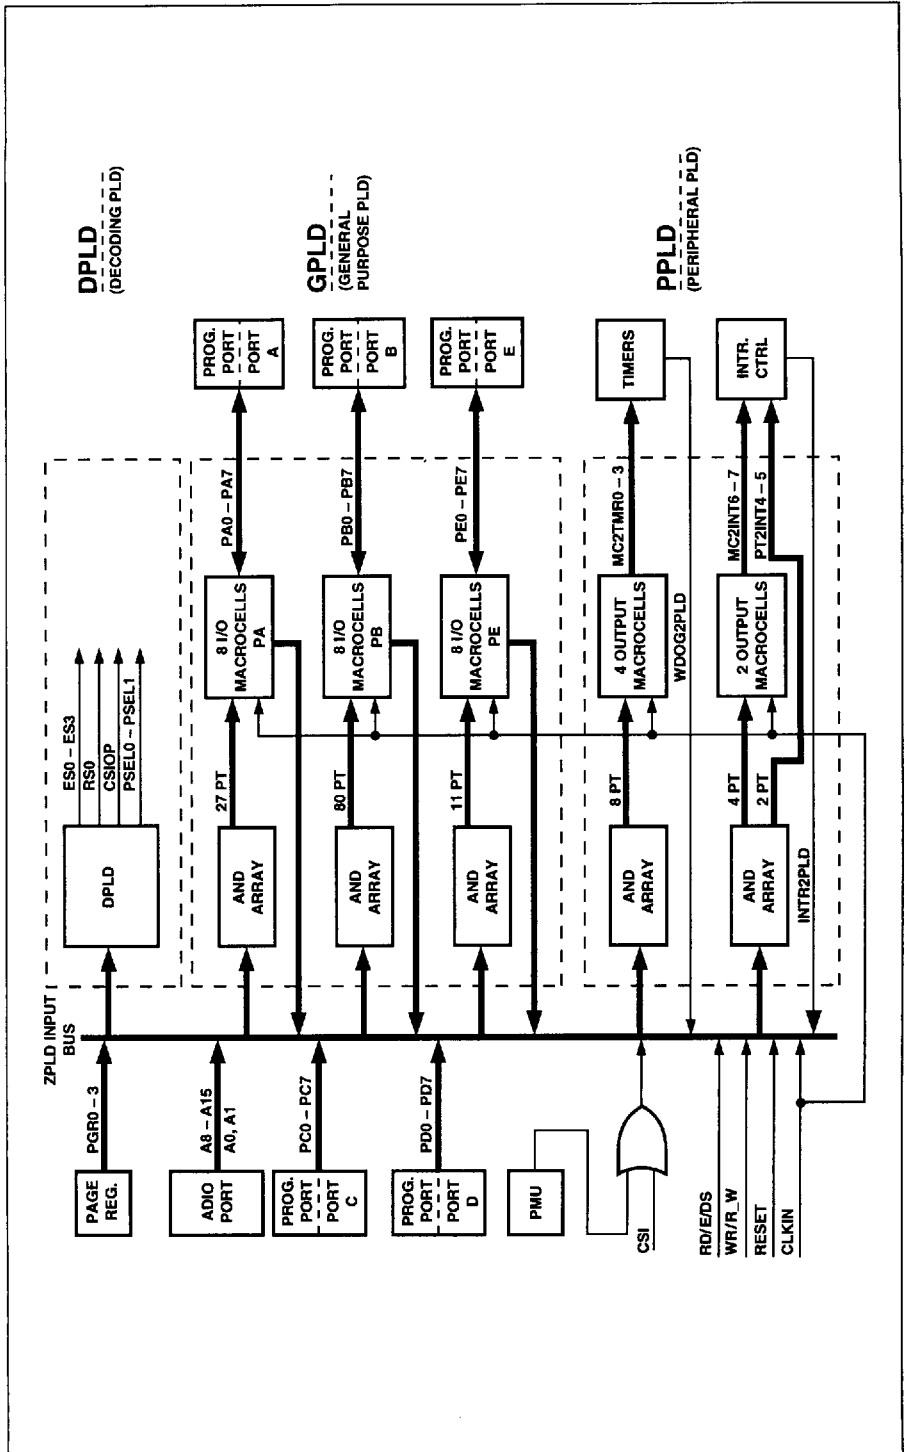 DPLD
(DECODING PLD)
GPLD
(GENERAL
PURPOSE PLD)
PPLD
(PERIPHERAL PLD)
ZPLD INPUT
BUS
PAGE
REG.
PGR0 – 3
DPLD
ES0 – ES3
RS0
CSIOP
PSEL0 – PSEL1
ADIO
PORT
A8 – A15
A0, A1
AND
ARRAY
27 PT
8 I/O
MACROCELLS
PA
PA0 – PA7
PROG.
PORT
PORT
A
PROG.
PORT
PORT
C
PC0 – PC7
AND
ARRAY
80 PT
8 I/O
MACROCELLS
PB
PB0 – PB7
PROG.
PORT
PORT
B
PROG.
PORT
PORT
D
PD0 – PD7
AND
ARRAY
11 PT
8 I/O
MACROCELLS
PE
PE0 – PE7
PROG.
PORT
PORT
E
PMU
CSI
AND
ARRAY
8 PT
4 OUTPUT
MACROCELLS
MC2TMR0 – 3
TIMERS
WDOG2PLD
RD/E/DS
WR/R_W
RESET
CLKIN
AND
ARRAY
4 PT
2 PT
2 OUTPUT
MACROCELLS
MC2INT6 – 7
PT2INT4 – 5
INTR.
CTRL
INTR2PLD